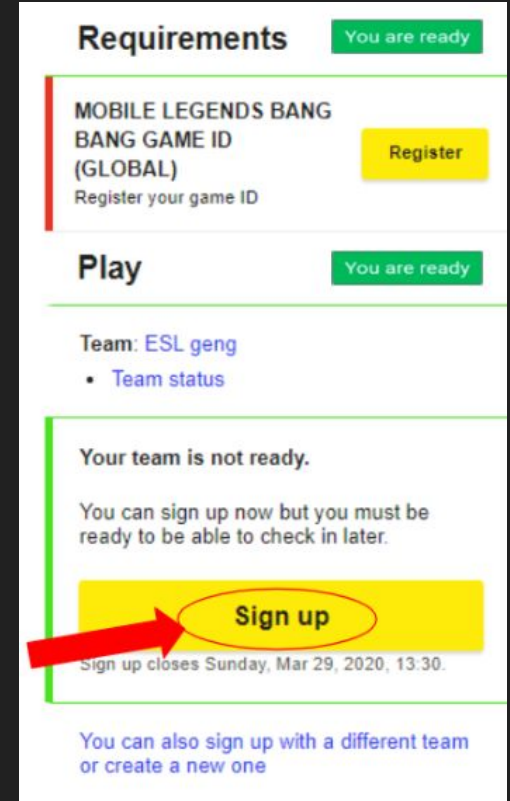 Requirements
You are ready
MOBILE LEGENDS BANG
BANG GAME ID
(GLOBAL)
Register your game ID
Register
Play
You are ready
Team: ESL geng
• Team status
Your team is not ready.
You can sign up now but you must be
ready to be able to check in later.
Sign up
Sign up closes Sunday, Mar 29, 2020, 13:30.
You can also sign up with a different team
or create a new one